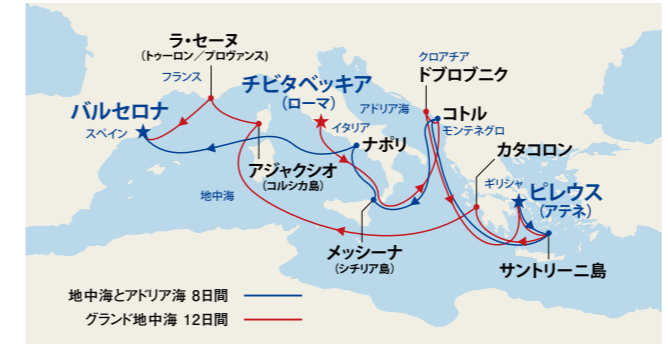 ラ・セーヌ
(トゥーロン／プロヴァンス)
フランス
バルセロナ
スペイン
チビタベッキア
(ローマ)
イタリア
アドリア海
クロアチア
ドブロブニク
コトル
モンテネグロ
ナポリ
カタコロン
アジャクシオ
(コルシカ島)
地中海
ギリシャ
ピレウス
(アテネ)
メッシーナ
(シチリア島)
サントリーニ島
地中海とアドリア海 8日間
グランド地中海 12日間